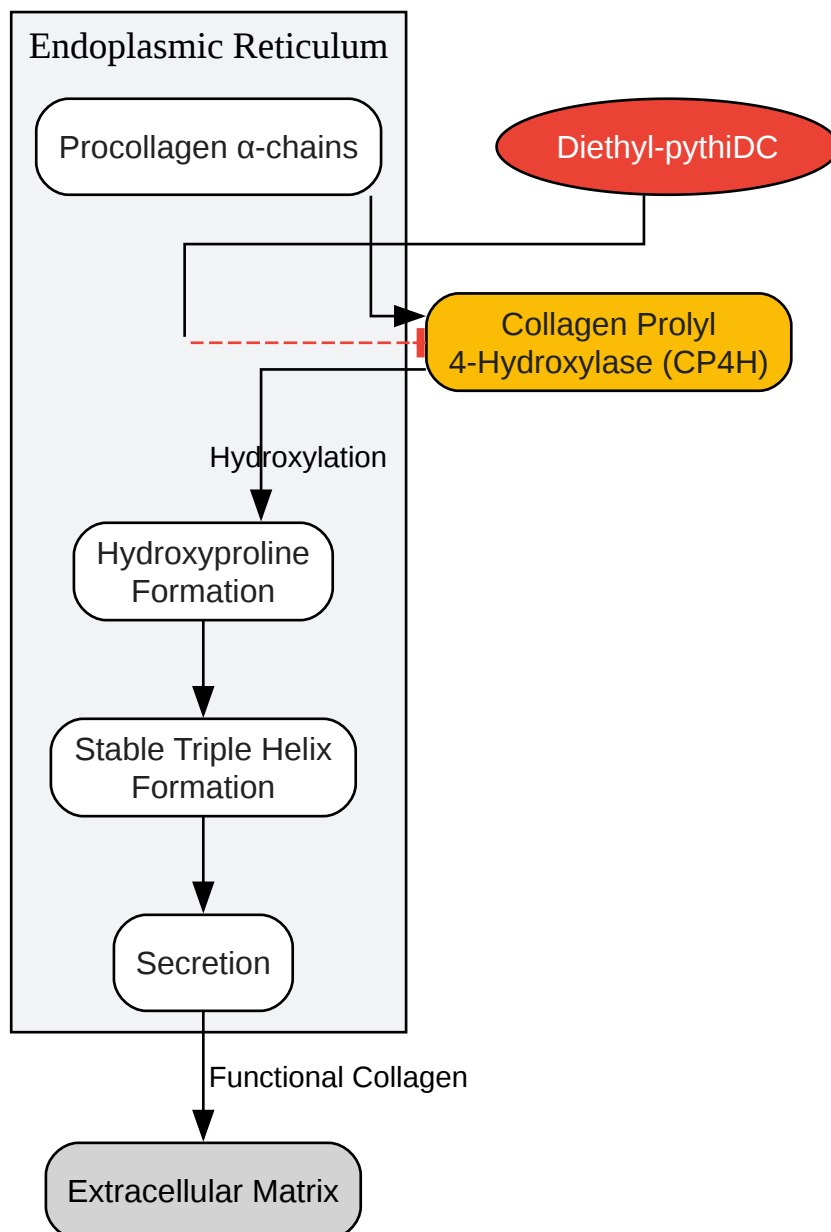 Endoplasmic Reticulum
Procollagen α-chains
Diethyl-pythiDC
Collagen Prolyl
4-Hydroxylase (CP4H)
Hydroxylation
Hydroxyproline
Formation
Stable Triple Helix
Formation
Secretion
Functional Collagen
Extracellular Matrix